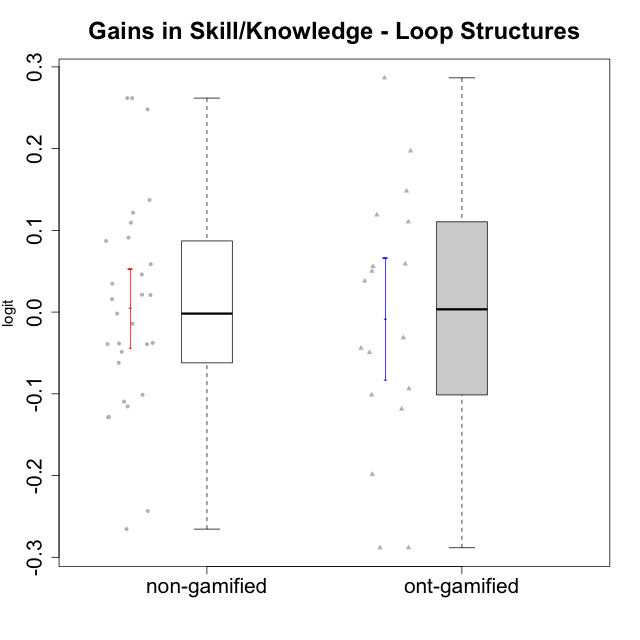 Gains in Skill/Knowledge - Loop Structures
0.3
0.2
0.1
0.0
-0.1
-0.2
-0.3
logit
non-gamified
ont-gamified